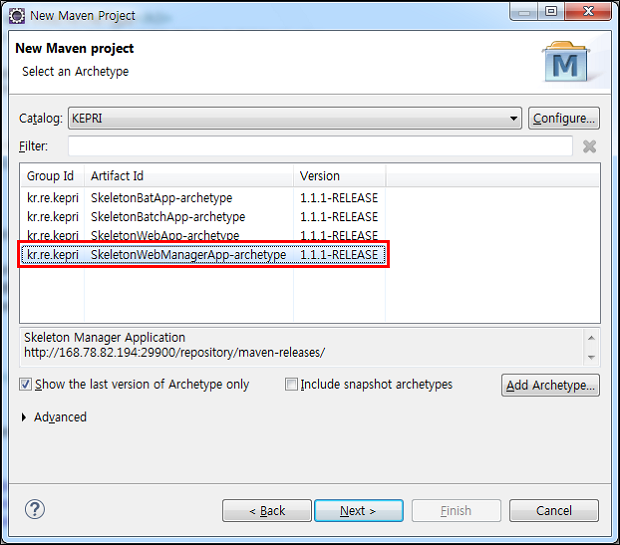 New Maven Project
New Maven project
Select an Archetype
M
Catalog: KEPRI Configure...
Filter:
Group Id Artifact Id Version
kr.re.kepri SkeletonBatApp-archetype 1.1.1-RELEASE
kr.re.kepri SkeletonBatchApp-archetype 1.1.1-RELEASE
kr.re.kepri SkeletonWebApp-archetype 1.1.1-RELEASE
kr.re.kepri SkeletonWebManagerApp-archetype 1.1.1-RELEASE
Skeleton Manager Application
http://168.78.82.194:29900/repository/maven-releases/
Show the last version of Archetype only Include snapshot archetypes Add Archetype...
Advanced
? < Back Next > Finish Cancel